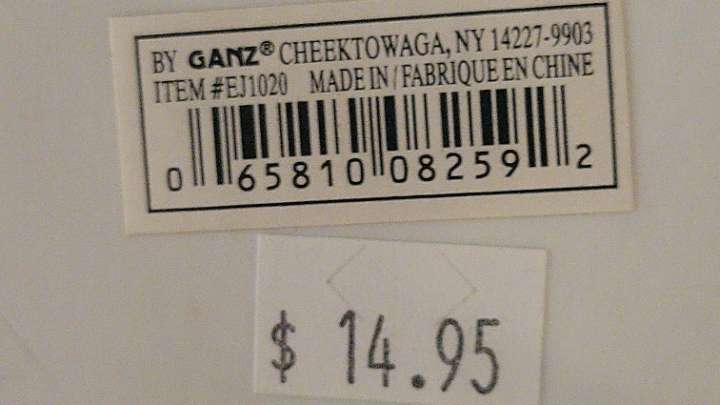 BY GANZ® CHEEKTOWAGA, NY 14227-9903
ITEM #EJ1020 MADE IN / FABRIQUE EN CHINE
0 65810 08259 2
$ 14.95